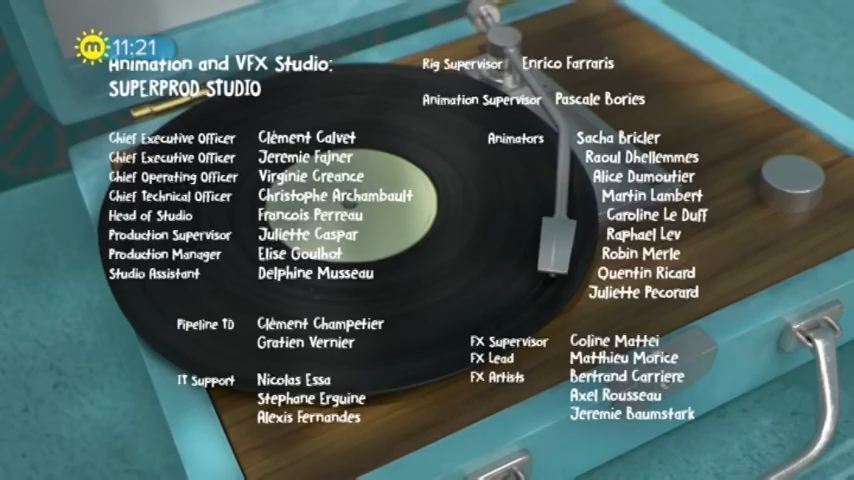 m 11:21
Animation and VFX Studio:
SUPERPROD STUDIO
Chief Executive Officer Clément Calvet
Chief Executive Officer Jeremie Fajner
Chief Operating Officer Virginie Creance
Chief Technical Officer Christophe Archambault
Head of Studio Francois Perreau
Production Supervisor Juliette Caspar
Production Manager Elise Goulhot
Studio Assistant Delphine Musseau
Pipeline TD Clément Champetier
Gratien Vernier
IT Support Nicolas Essa
Stephane Erguine
Alexis Fernandes
Rig Supervisor Enrico Farraris
Animation Supervisor Pascale Bories
Animators Sacha Bricler
Raoul Dhellemmes
Alice Dumoutier
Martin Lambert
Caroline Le Duff
Raphael Lev
Robin Merle
Quentin Ricard
Juliette Pecorard
FX Supervisor Coline Mattei
FX Lead Matthieu Morice
FX Artists Bertrand Carriere
Axel Rousseau
Jeremie Baumstark